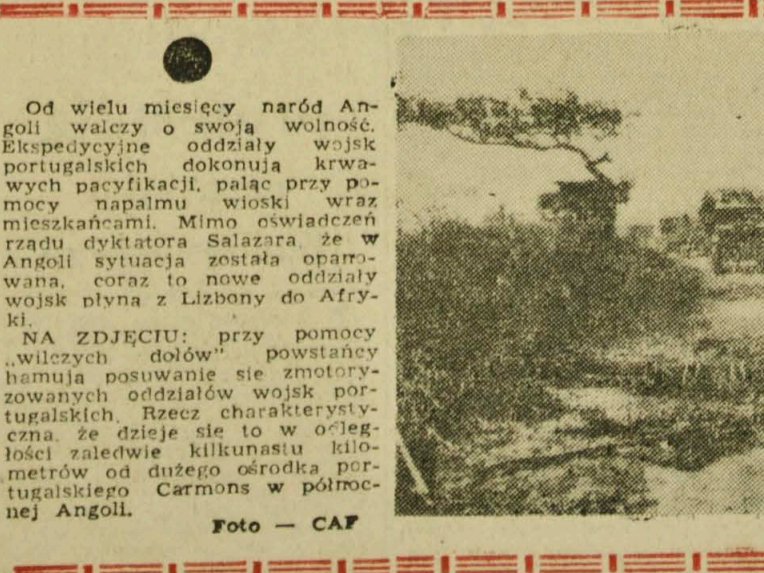 Od wielu miesięcy naród An-
goli walczy o swoją wolność.
Ekspedycyjne oddziały wojsk
portugalskich dokonują krwa-
wych pacyfikacji, paląc przy po-
mocy napalmu wioski wraz
mieszkańcami. Mimo oświadczeń
rządu dyktatora Salazara, że w
Angoli sytuacja została opano-
wana, coraz to nowe oddziały
wojsk płyną z Lizbony do Afry-
ki.
NA ZDJĘCIU: przy pomocy
„wilczych dołów" powstańcy
hamują posuwanie się zmotory-
zowanych oddziałów wojsk por-
tugalskich. Rzecz charakterysty-
czna, że dzieje się to w odleg-
łości zaledwie kilkunastu kilo-
metrów od dużego ośrodka por-
tugalskiego Carmons w północ-
nej Angoli.
Foto — CAF